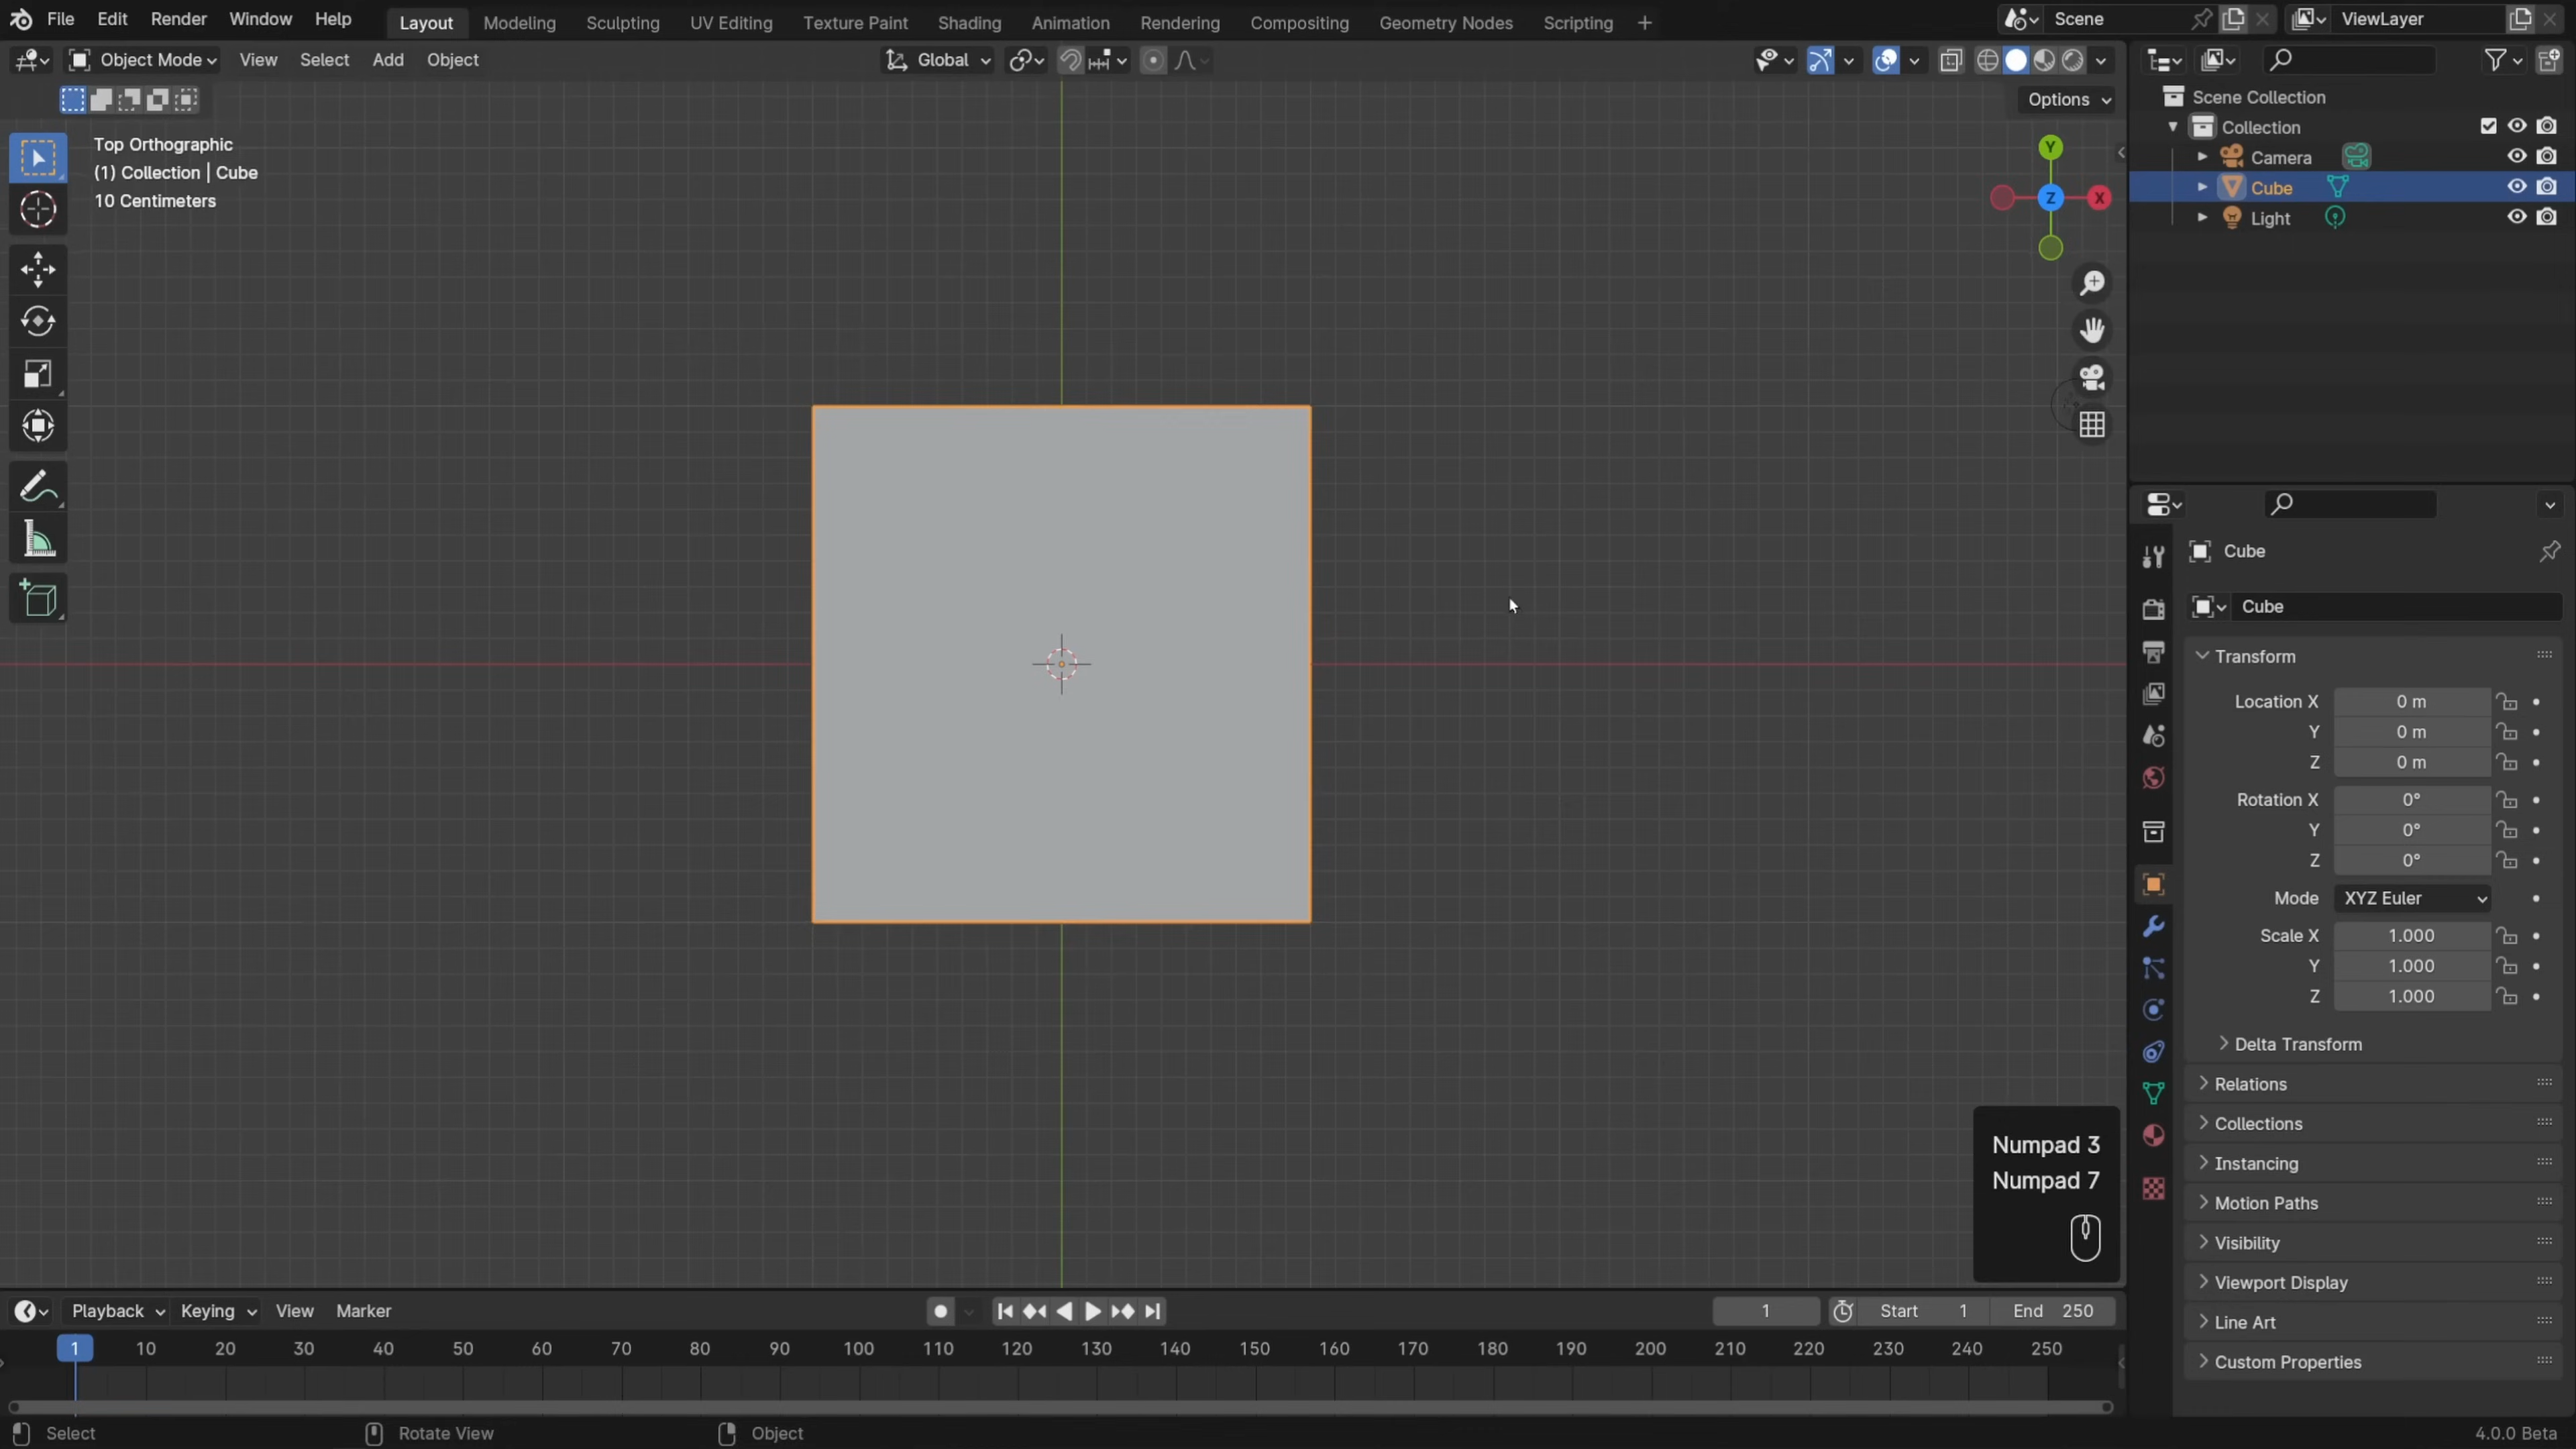 File Edit Render Window Help Layout Modeling Sculpting UV Editing Texture Paint Shading Animation Rendering Compositing Geometry Nodes Scripting + Scene ViewLayer
Object Mode View Select Add Object Global
Options
Top Orthographic
(1) Collection | Cube
10 Centimeters
Y
Z X
Scene Collection
Collection
Camera
Cube
Light
Cube
Cube
Transform
Location X 0 m
Y 0 m
Z 0 m
Rotation X 0°
Y 0°
Z 0°
Mode XYZ Euler
Scale X 1.000
Y 1.000
Z 1.000
Delta Transform
Relations
Collections
Instancing
Motion Paths
Visibility
Viewport Display
Line Art
Custom Properties
Numpad 3
Numpad 7
Playback Keying View Marker 1 Start 1 End 250
1 10 20 30 40 50 60 70 80 90 100 110 120 130 140 150 160 170 180 190 200 210 220 230 240 250
Select Rotate View Object 4.0.0 Beta